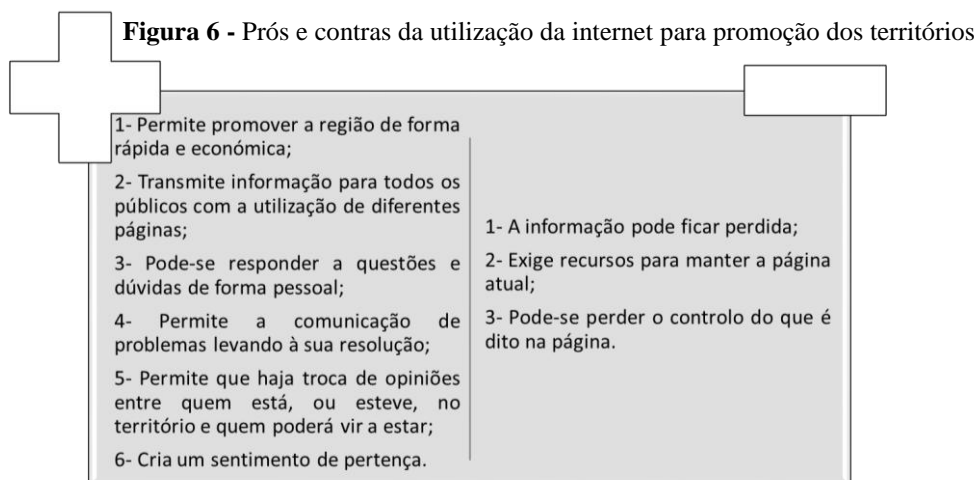 Figura 6 - Prós e contras da utilização da internet para promoção dos territórios
1- Permite promover a região de forma
rápida e económica;
2- Transmite informação para todos os
públicos com a utilização de diferentes
páginas;
3- Pode-se responder a questões e
dúvidas de forma pessoal;
4- Permite a comunicação de
problemas levando à sua resolução;
5- Permite que haja troca de opiniões
entre quem está, ou esteve, no
território e quem poderá vir a estar;
6- Cria um sentimento de pertença.
1- A informação pode ficar perdida;
2- Exige recursos para manter a página
atual;
3- Pode-se perder o controlo do que é
dito na página.